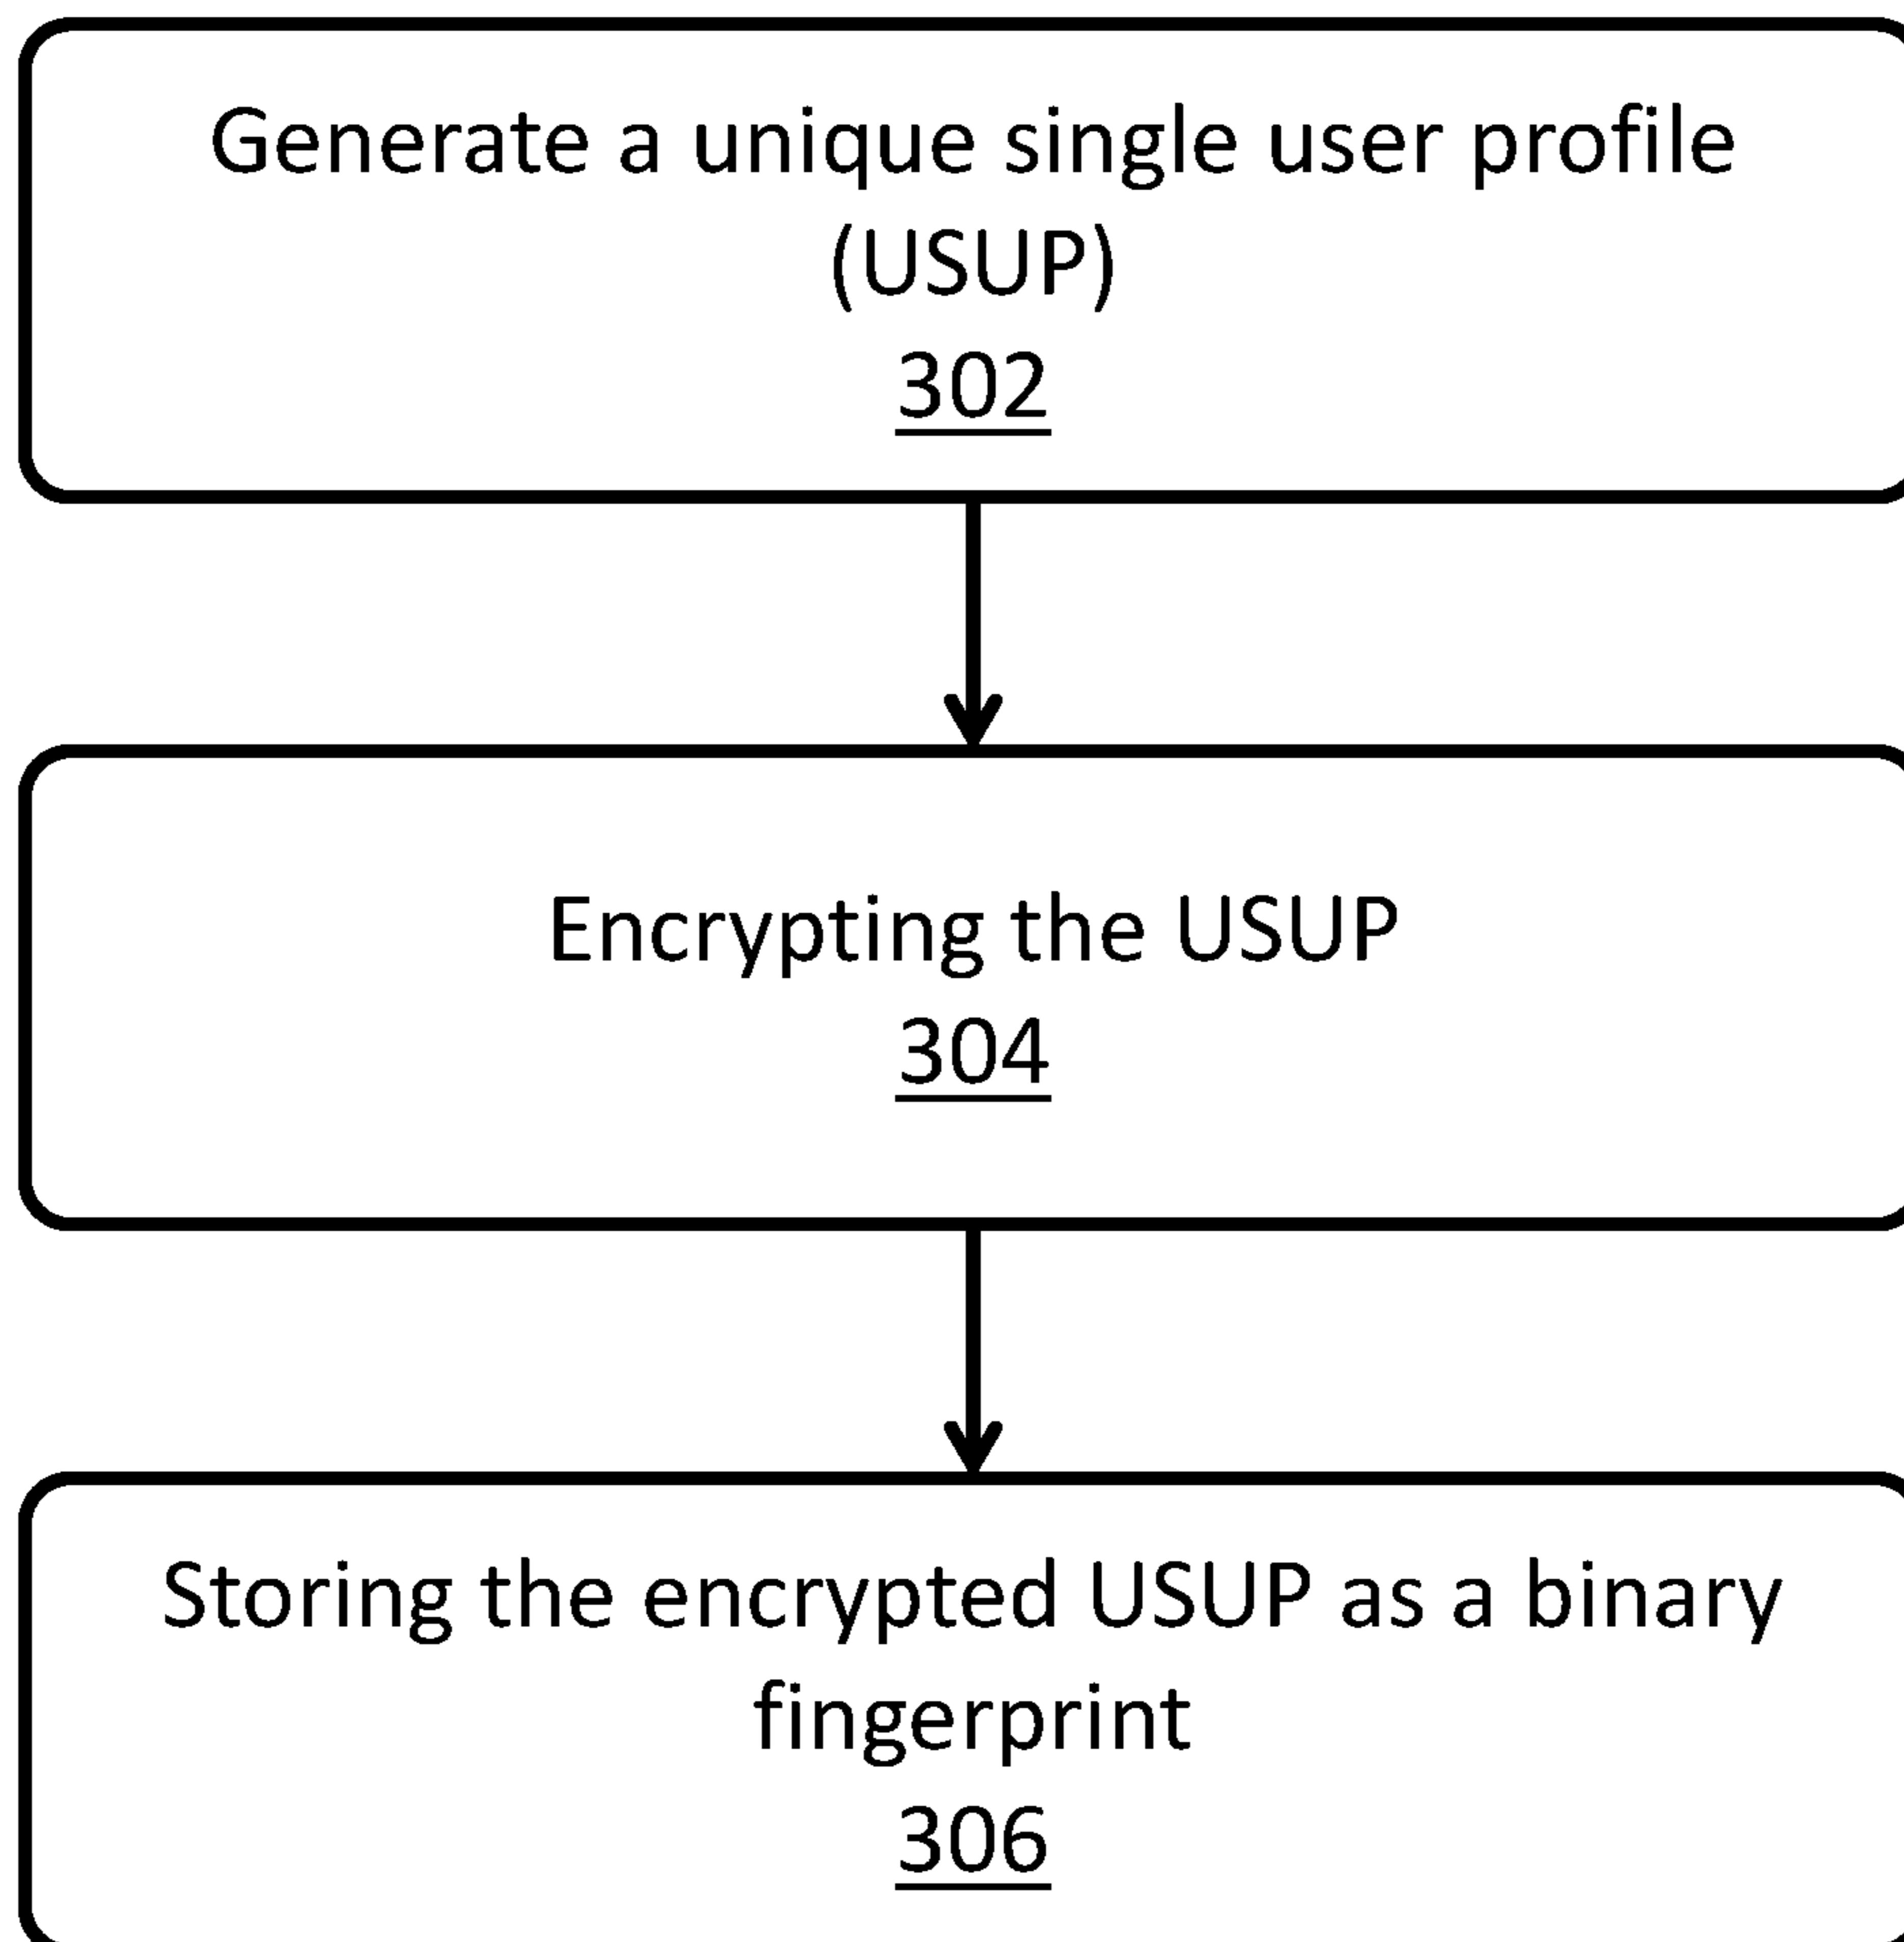 Generate a unique single user profile
(USUP)
302
Encrypting the USUP
304
Storing the encrypted USUP as a binary
fingerprint
306